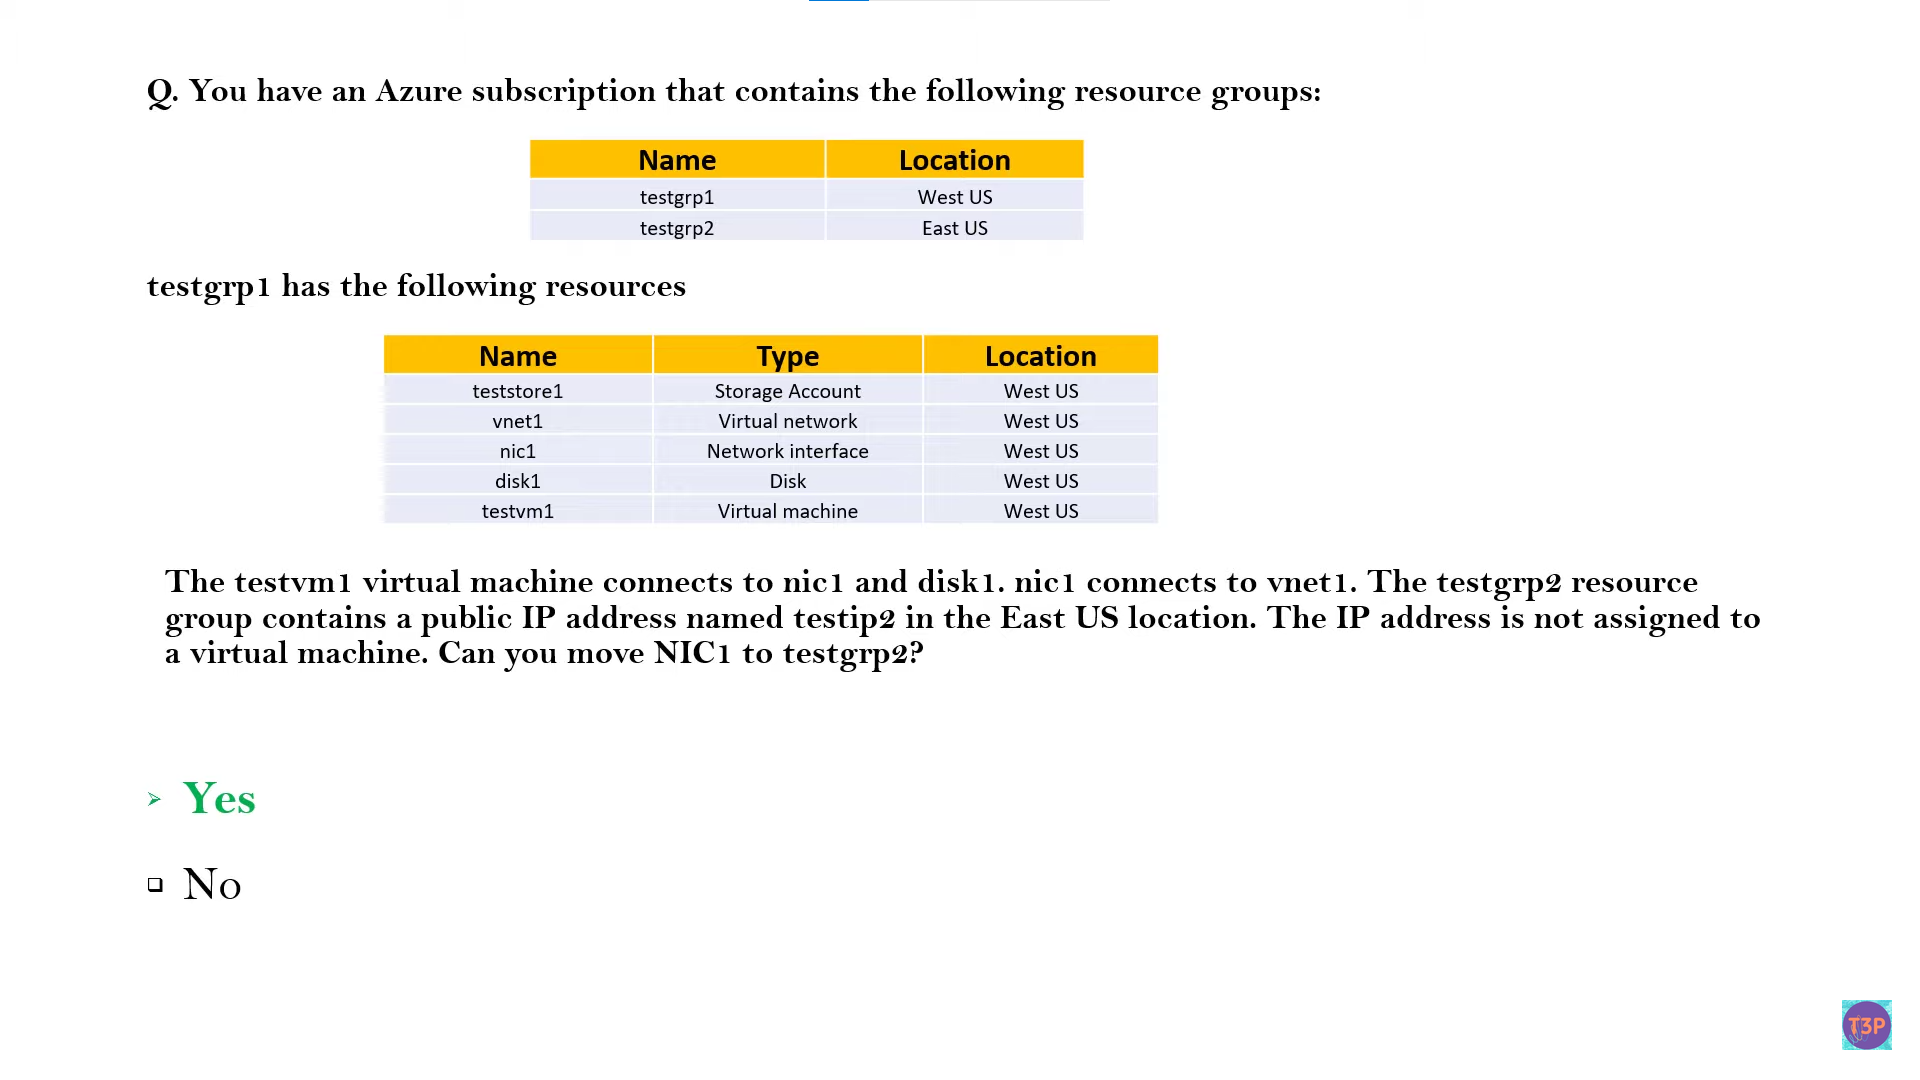 Q. You have an Azure subscription that contains the following resource groups:
Name Location
testgrp1 West US
testgrp2 East US
testgrp1 has the following resources
Name Type Location
teststore1 Storage Account West US
vnet1 Virtual network West US
nic1 Network interface West US
disk1 Disk West US
testvm1 Virtual machine West US
The testvm1 virtual machine connects to nic1 and disk1. nic1 connects to vnet1. The testgrp2 resource
group contains a public IP address named testip2 in the East US location. The IP address is not assigned to
a virtual machine. Can you move NIC1 to testgrp2?
Yes
No
T3P